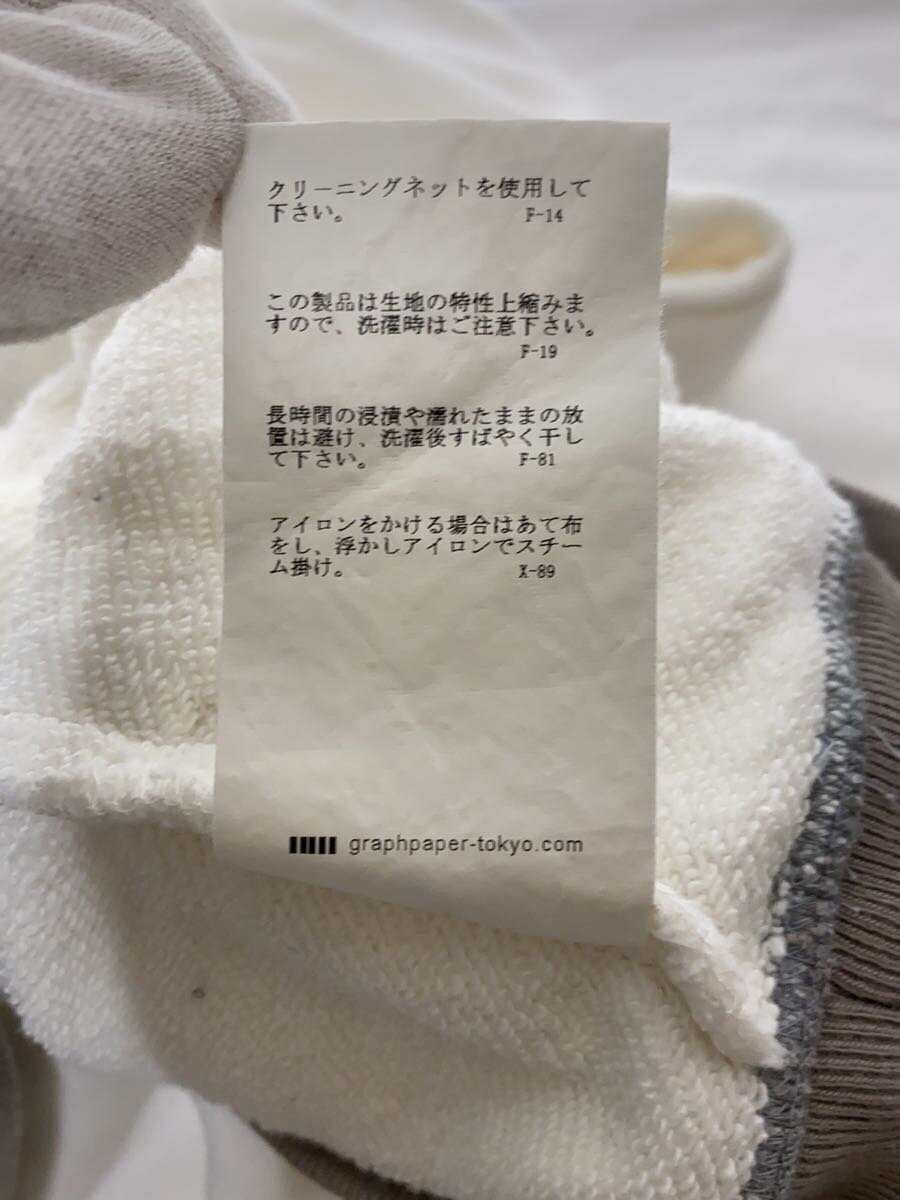 クリーニングネットを使用して
下さい。 F-14
この製品は生地の特性上縮みま
すので、洗濯時はご注意下さい。
F-19
長時間の浸漬や濡れたままの放
置は避け、洗濯後すばやく干し
て下さい。 F-81
アイロンをかける場合はあて布
をし、浮かしアイロンでスチー
ム掛け。 X-89
graphpaper-tokyo.com